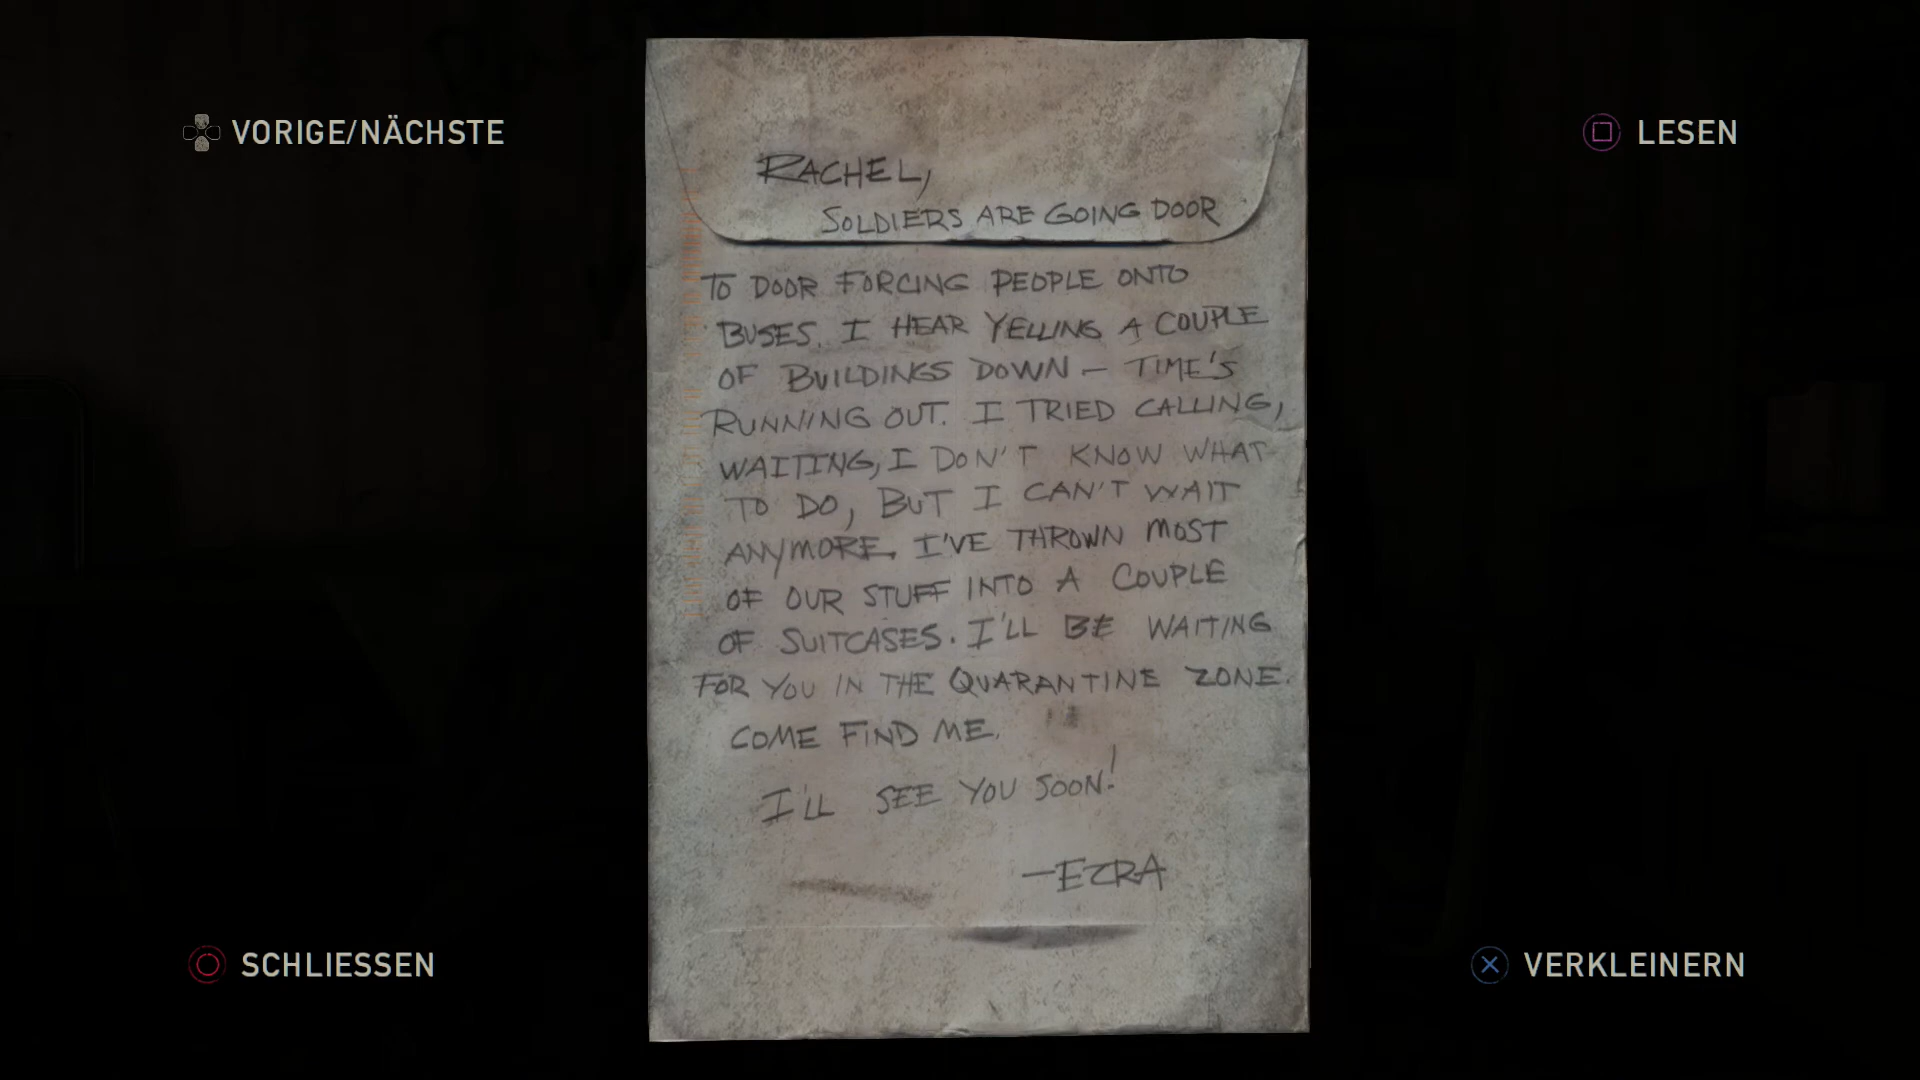 VORIGE/NÄCHSTE
LESEN
RACHEL,
SOLDIERS ARE GOING DOOR
TO DOOR FORCING PEOPLE ONTO
BUSES. I HEAR YELLING A COUPLE
OF BUILDINGS DOWN – TIME'S
RUNNING OUT. I TRIED CALLING,
WAITING, I DON'T KNOW WHAT
TO DO, BUT I CAN'T WAIT
ANYMORE. I'VE THROWN MOST
OF OUR STUFF INTO A COUPLE
OF SUITCASES. I'LL BE WAITING
FOR YOU IN THE QUARANTINE ZONE.
COME FIND ME.
I'LL SEE YOU SOON!
–EZRA
SCHLIESSEN
VERKLEINERN